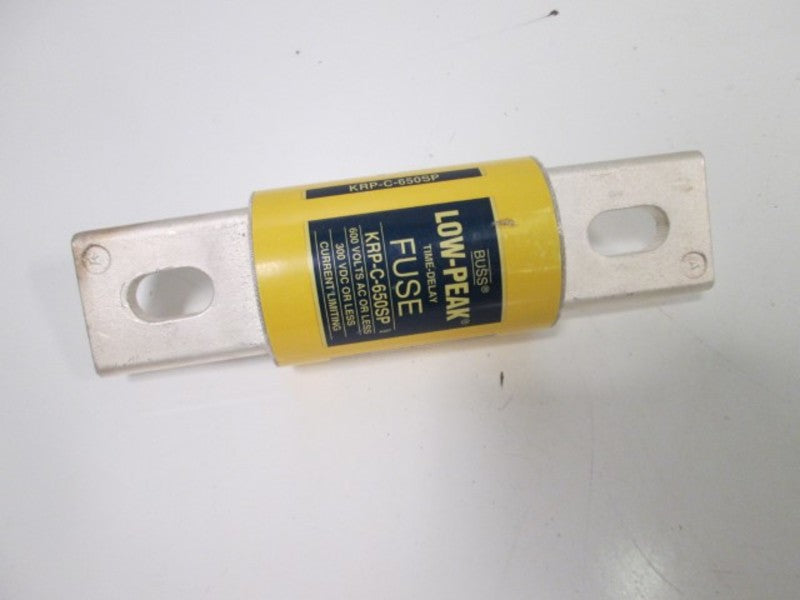 KRP-C-650SP
BUSS®
LOW-PEAK®
TIME-DELAY
FUSE
KRP-C-650SP
600 VOLTS AC OR LESS
300 VDC OR LESS
CURRENT LIMITING